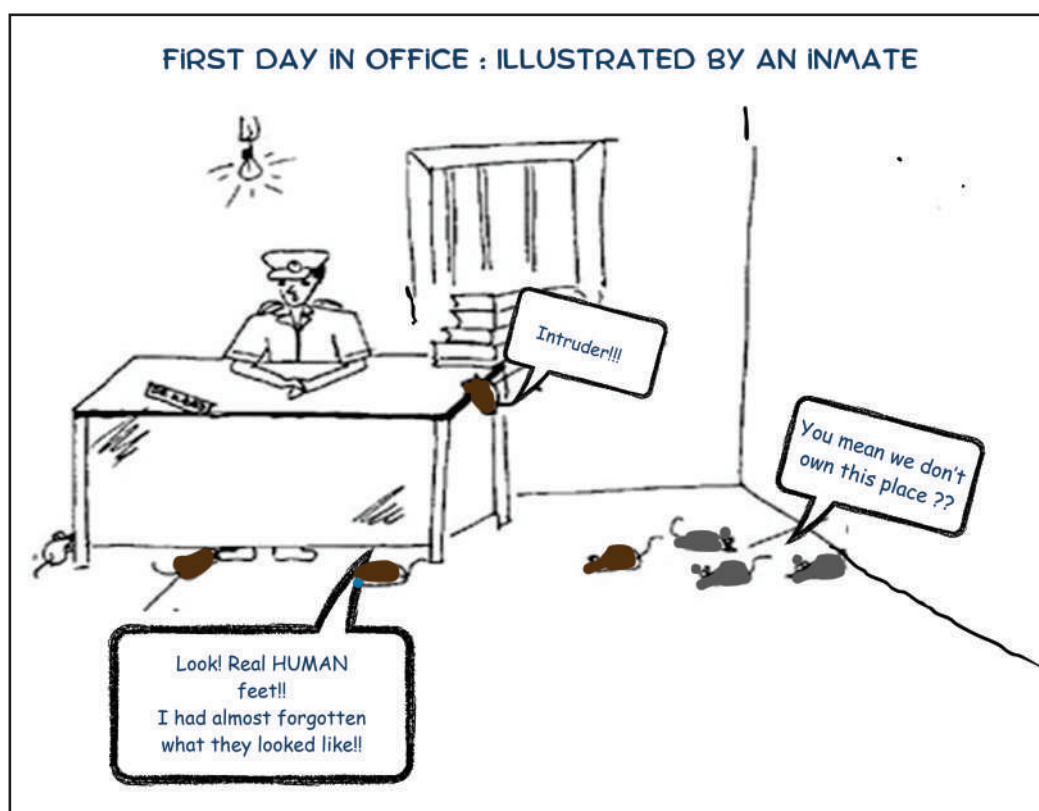 FIRST DAY IN OFFICE : ILLUSTRATED BY AN INMATE
Intruder!!!
You mean we don't
own this place ??
Look! Real HUMAN
feet!!
I had almost forgotten
what they looked like!!